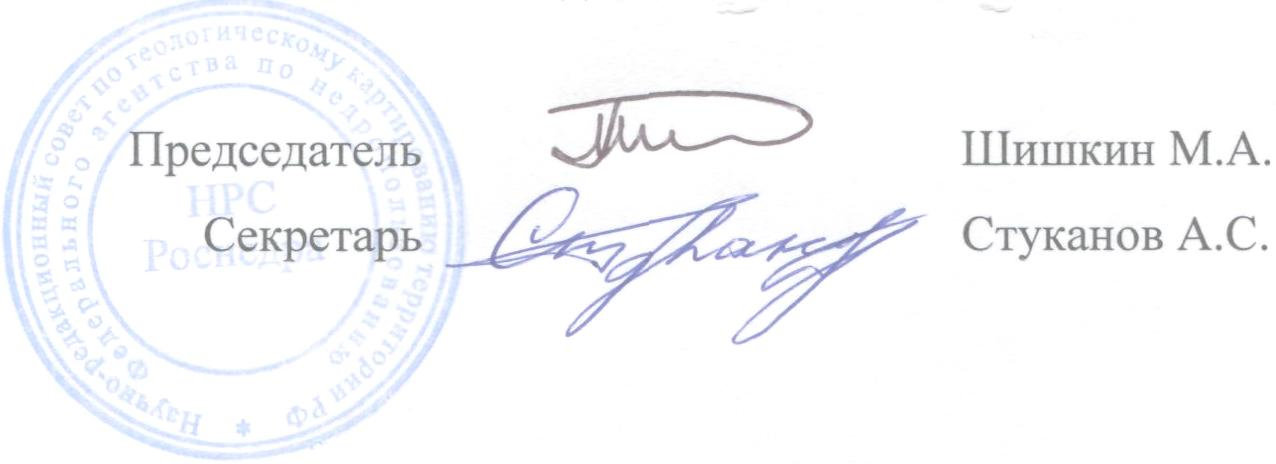 Научно-редакционный совет по геологическому картированию территории РФ *
Федерального агентства по недропользованию
НРС
Роснедра
Председатель Шишкин М.А.
Секретарь Стуканов А.С.